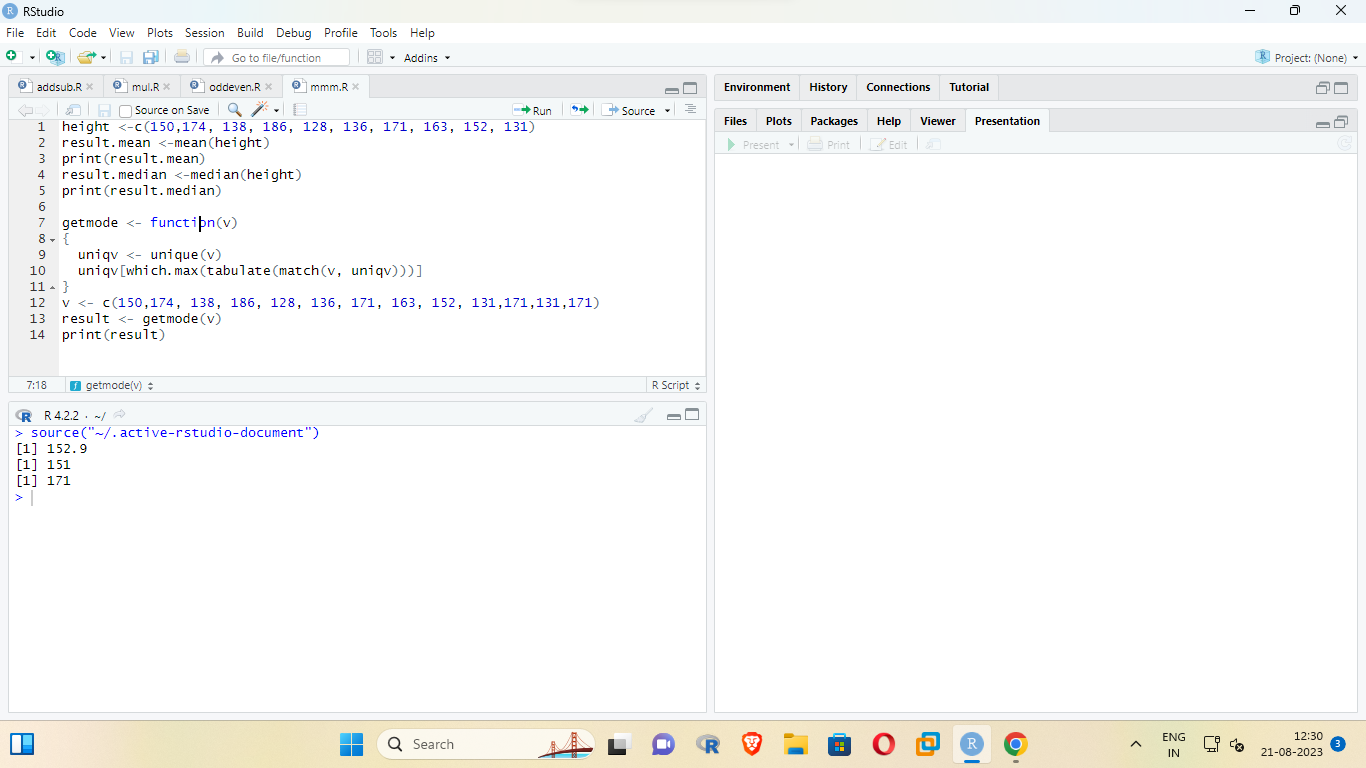 RStudio
File Edit Code View Plots Session Build Debug Profile Tools Help
Go to file/function Addins Project: (None)
addsub.R mul.R oddeven.R mmm.R
Source on Save Run Source
1 height <-c(150,174, 138, 186, 128, 136, 171, 163, 152, 131)
2 result.mean <-mean(height)
3 print(result.mean)
4 result.median <-median(height)
5 print(result.median)
6
7 getmode <- function(v)
8 {
9 uniqv <- unique(v)
10 uniqv[which.max(tabulate(match(v, uniqv)))]
11 }
12 v <- c(150,174, 138, 186, 128, 136, 171, 163, 152, 131,171,131,171)
13 result <- getmode(v)
14 print(result)
7:18 getmode(v) R Script
R 4.2.2 · ~/
> source("~/.active-rstudio-document")
[1] 152.9
[1] 151
[1] 171
>
Environment History Connections Tutorial
Files Plots Packages Help Viewer Presentation
Present Print Edit
Search
ENG
IN
12:30
21-08-2023
3